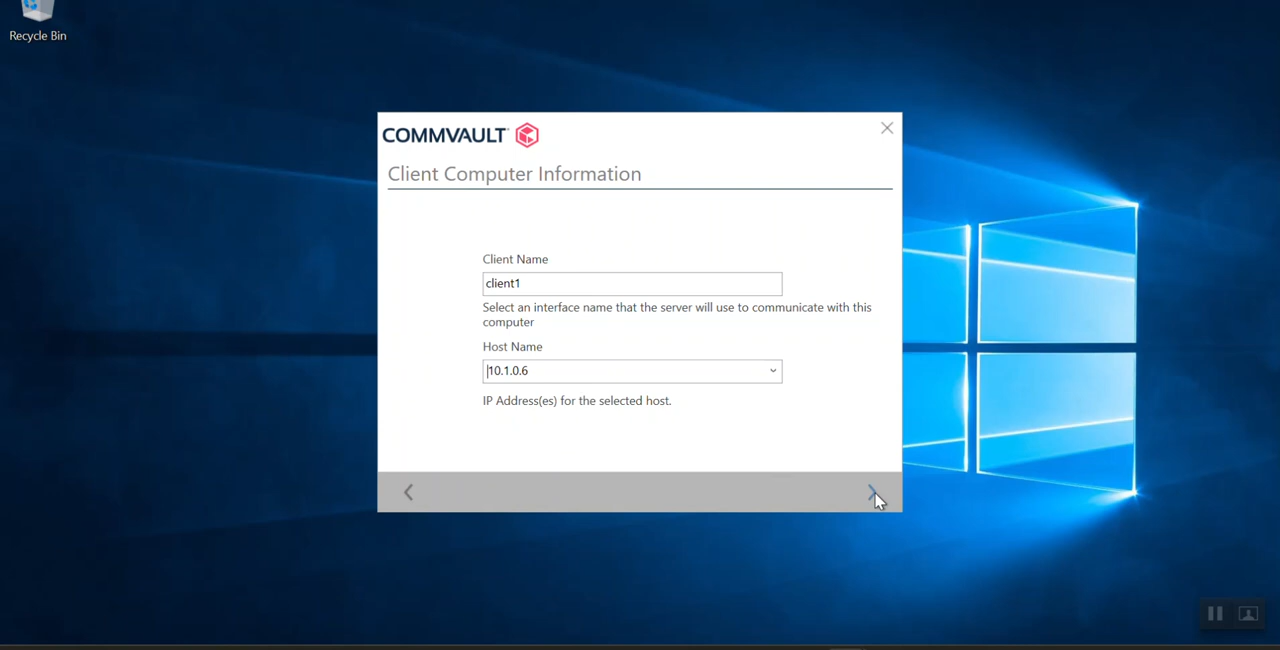 Recycle Bin
COMMVAULT
Client Computer Information
Client Name
client1
Select an interface name that the server will use to communicate with this
computer
Host Name
10.1.0.6
IP Address(es) for the selected host.